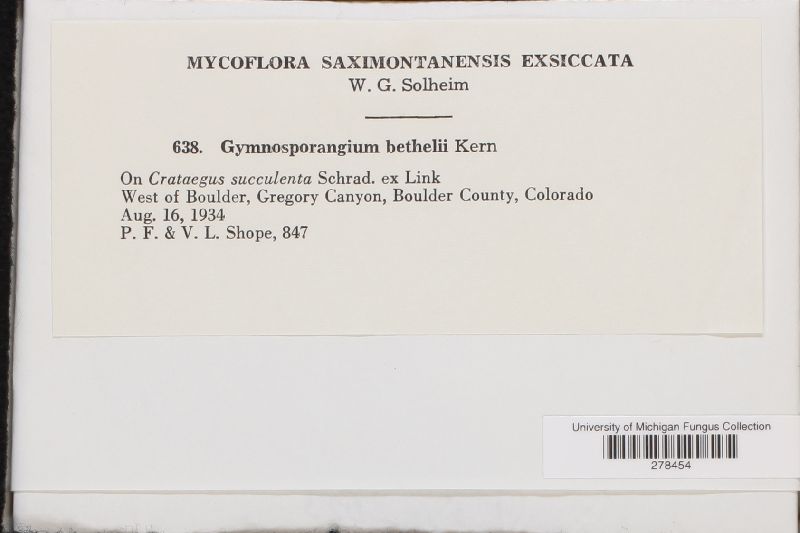 MYCOFLORA SAXIMONTANENSIS EXSICCATA
W. G. Solheim
638. Gymnosporangium bethelii Kern
On Crataegus succulenta Schrad. ex Link
West of Boulder, Gregory Canyon, Boulder County, Colorado
Aug. 16, 1934
P. F. & V. L. Shope, 847
University of Michigan Fungus Collection
278454